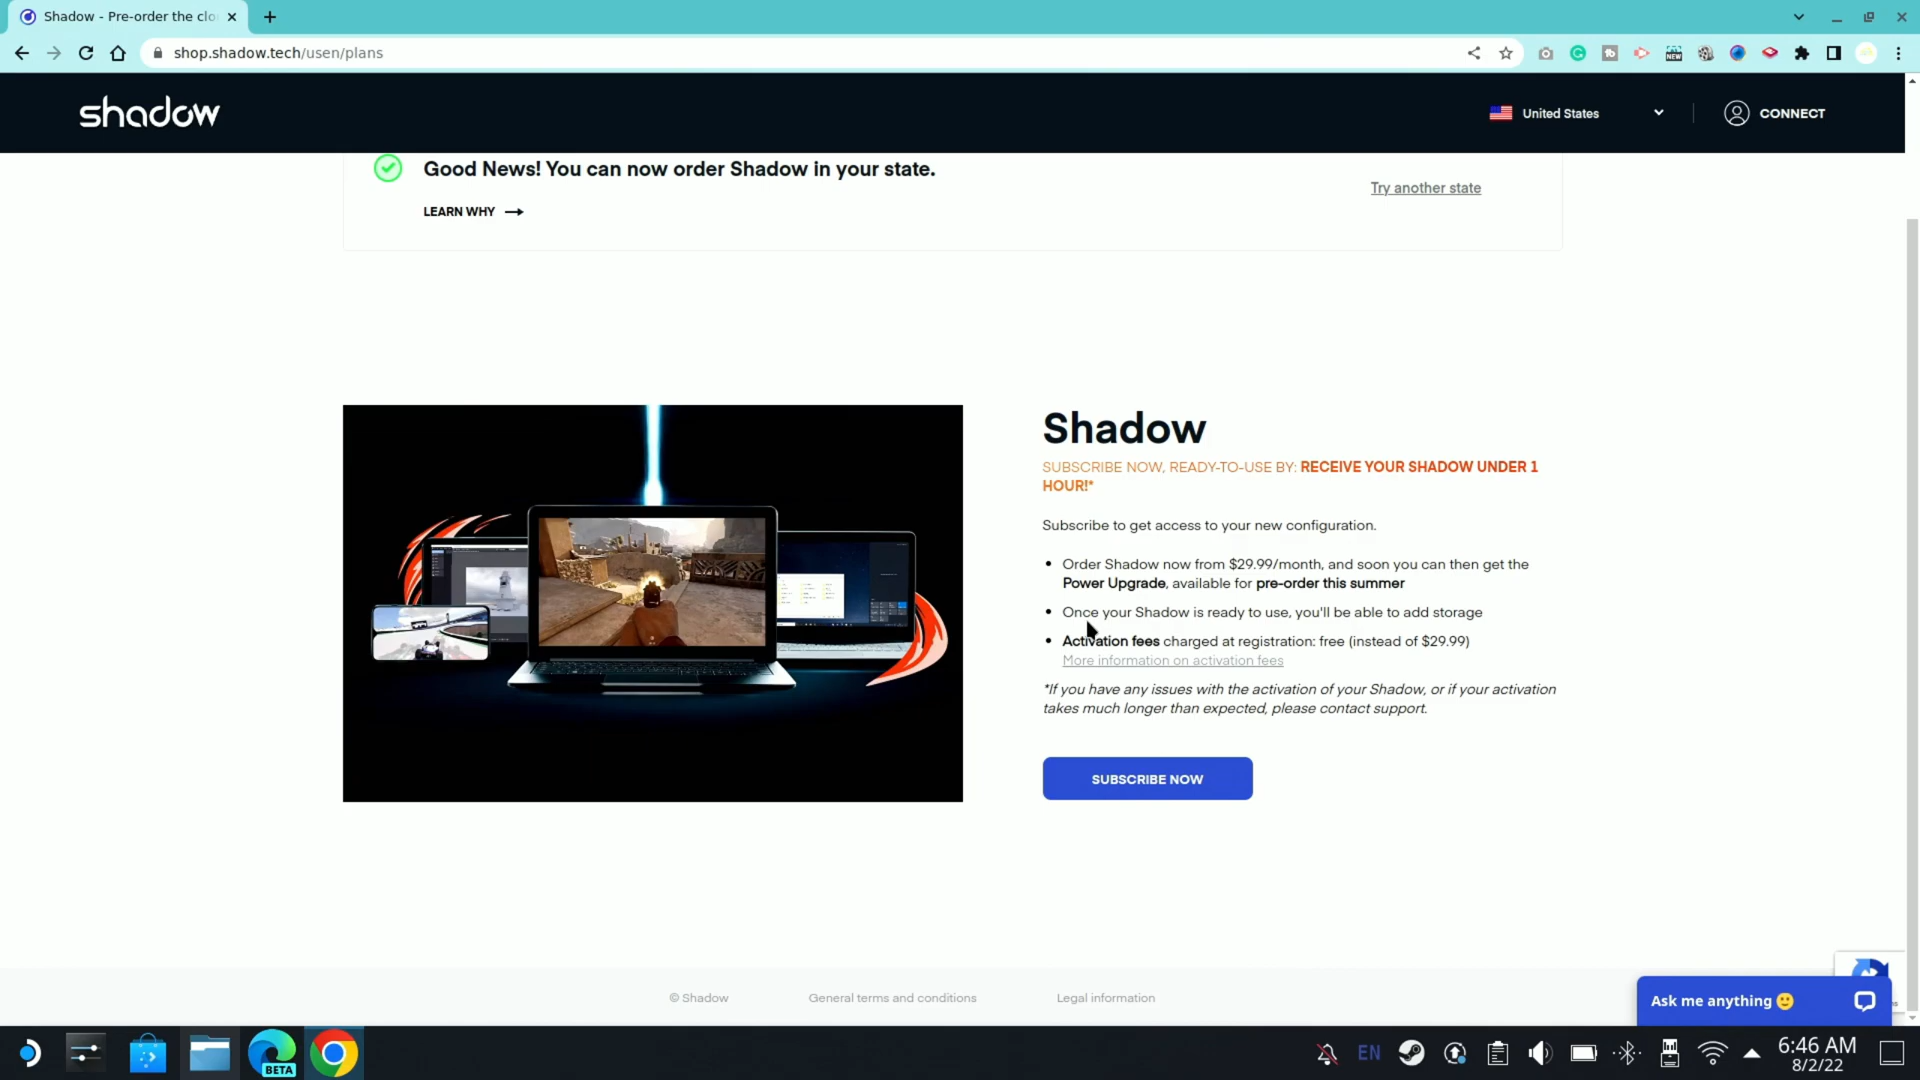 Shadow - Pre-order the clo
shop.shadow.tech/usen/plans
shadow
United States
CONNECT
Good News! You can now order Shadow in your state.
LEARN WHY
Try another state
Shadow
SUBSCRIBE NOW, READY-TO-USE BY: RECEIVE YOUR SHADOW UNDER 1
HOUR!*
Subscribe to get access to your new configuration.
Order Shadow now from $29.99/month, and soon you can then get the
Power Upgrade, available for pre-order this summer
Once your Shadow is ready to use, you'll be able to add storage
Activation fees charged at registration: free (instead of $29.99)
More information on activation fees
*If you have any issues with the activation of your Shadow, or if your activation
takes much longer than expected, please contact support.
SUBSCRIBE NOW
© Shadow
General terms and conditions
Legal information
Ask me anything 🙂
BETA
EN
6:46 AM
8/2/22